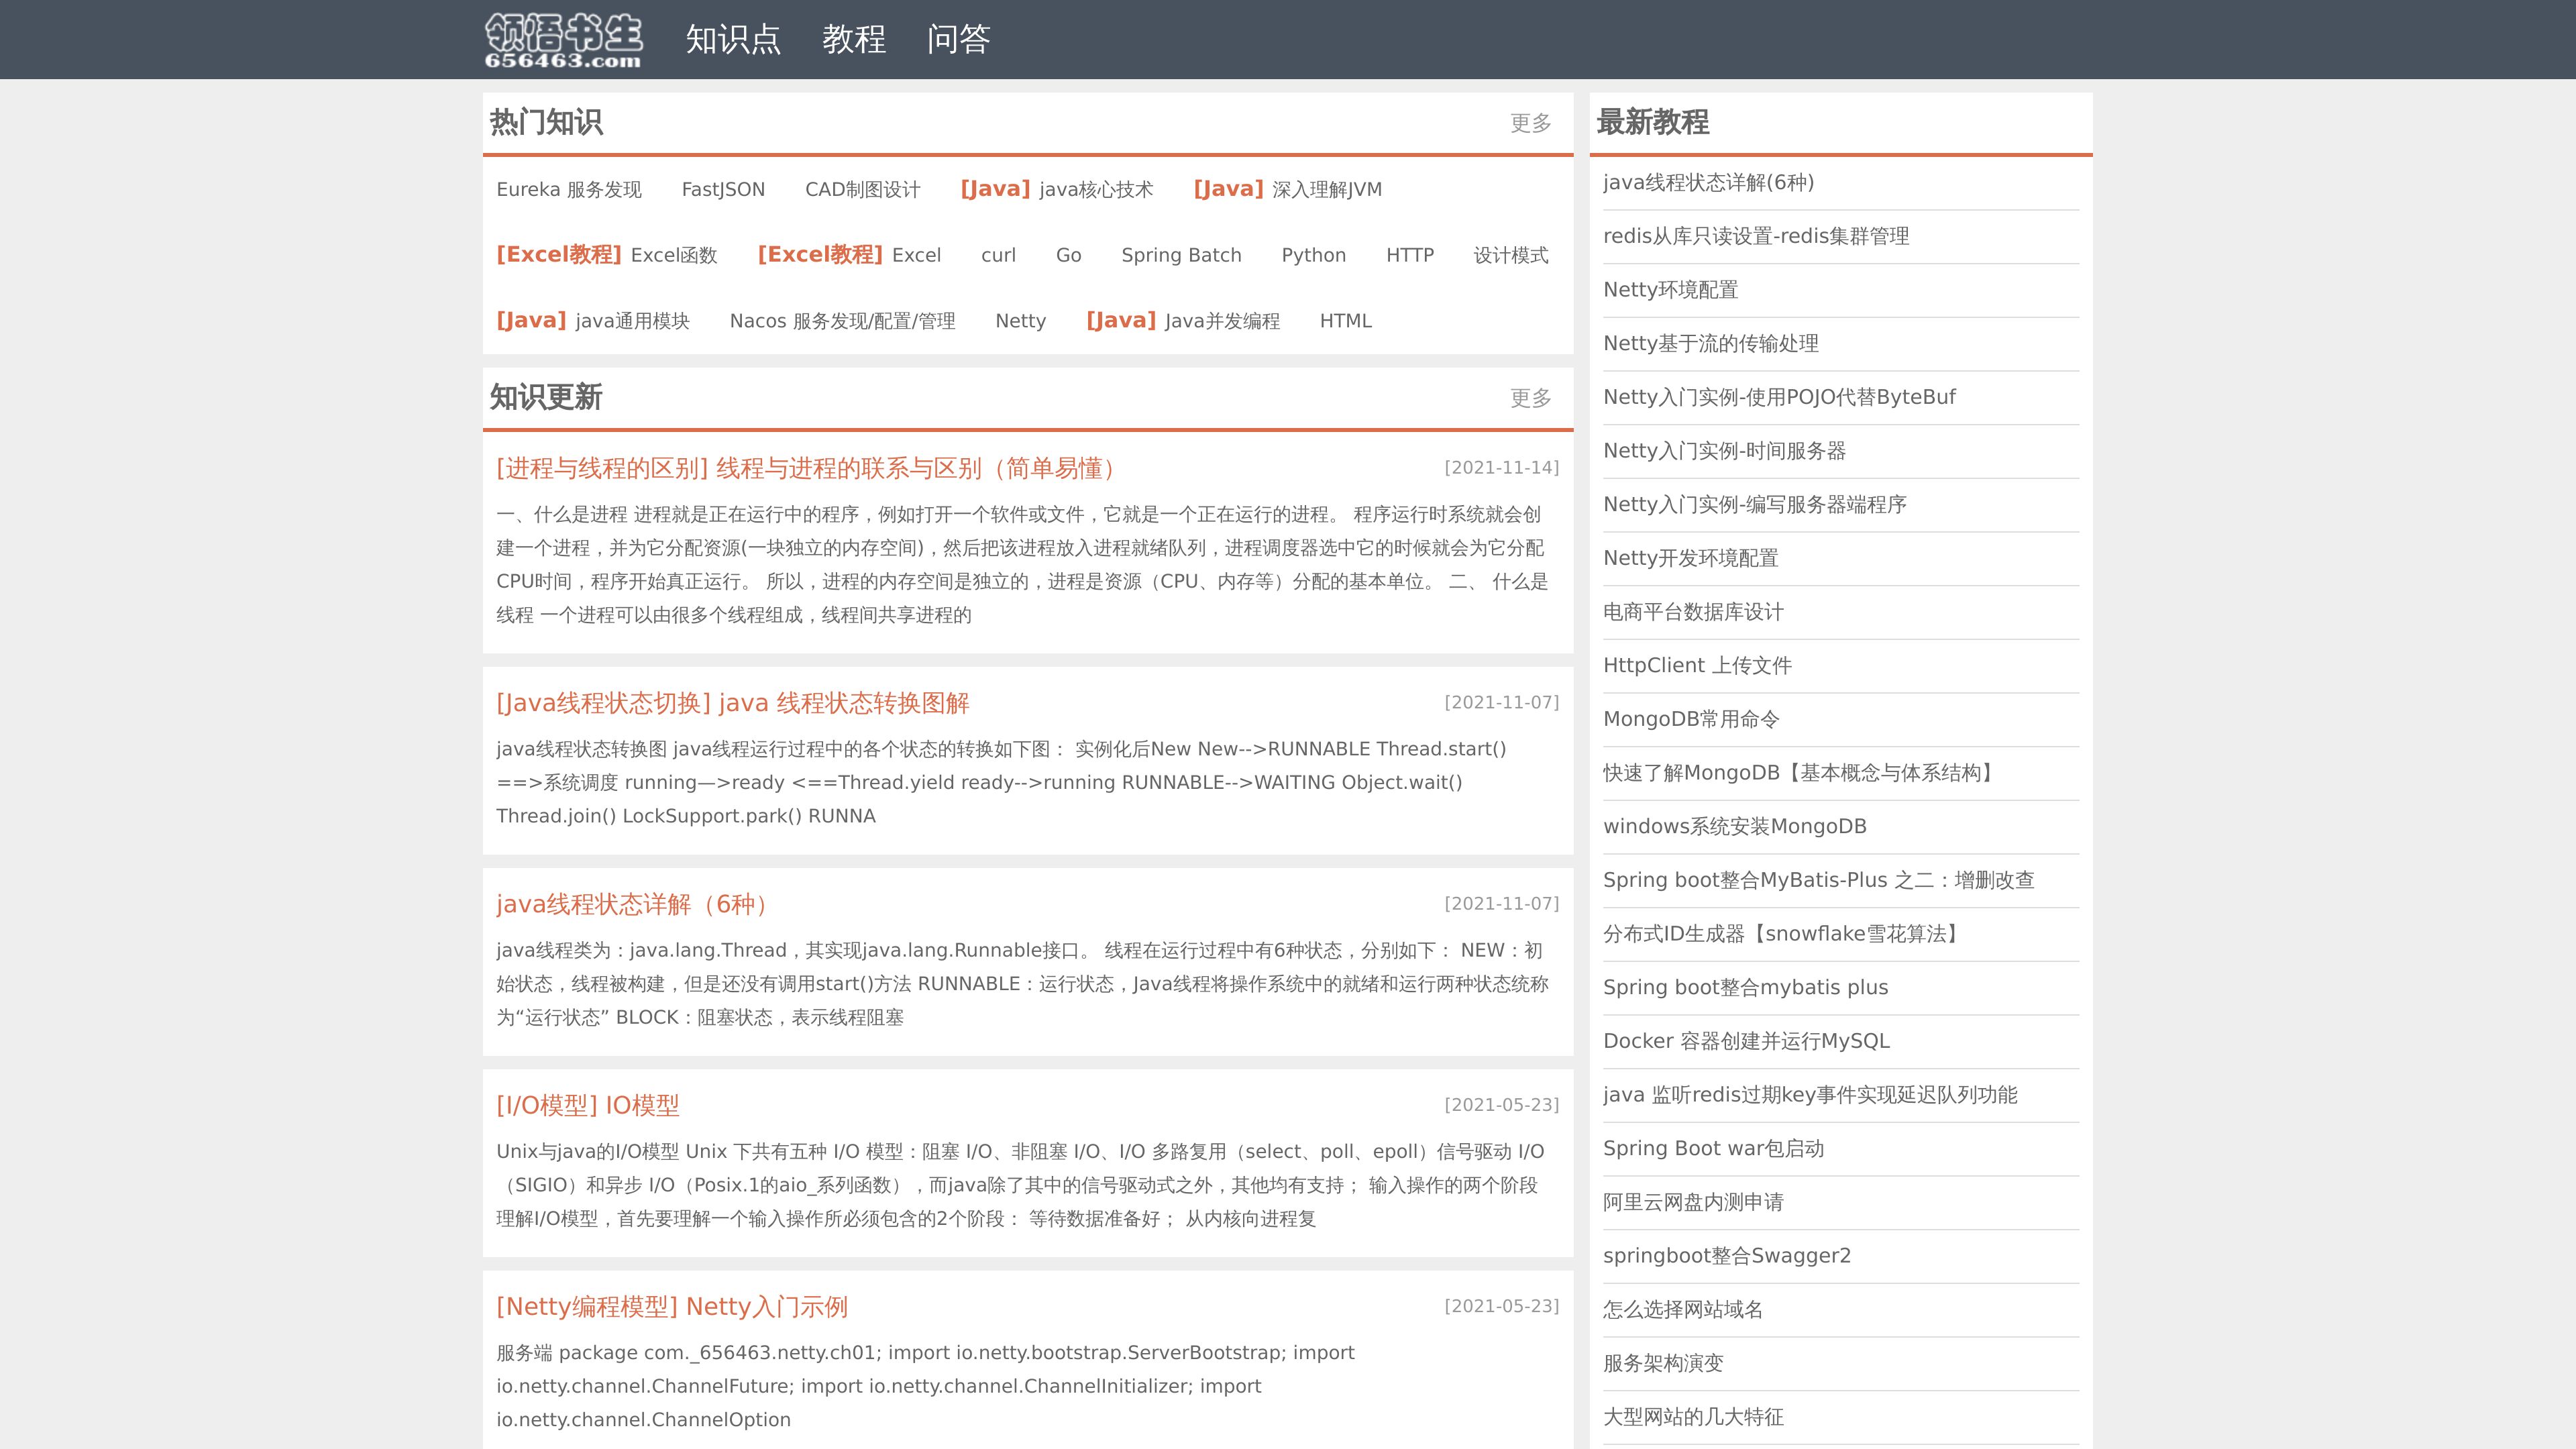 领悟书生
656463.com
知识点 教程 问答
热门知识 更多
Eureka 服务发现 FastJSON CAD制图设计 [Java] java核心技术 [Java] 深入理解JVM
[Excel教程] Excel函数 [Excel教程] Excel curl Go Spring Batch Python HTTP 设计模式
[Java] java通用模块 Nacos 服务发现/配置/管理 Netty [Java] Java并发编程 HTML
知识更新 更多
[进程与线程的区别] 线程与进程的联系与区别（简单易懂） [2021-11-14]
一、什么是进程 进程就是正在运行中的程序，例如打开一个软件或文件，它就是一个正在运行的进程。 程序运行时系统就会创
建一个进程，并为它分配资源(一块独立的内存空间)，然后把该进程放入进程就绪队列，进程调度器选中它的时候就会为它分配
CPU时间，程序开始真正运行。 所以，进程的内存空间是独立的，进程是资源（CPU、内存等）分配的基本单位。 二、 什么是
线程 一个进程可以由很多个线程组成，线程间共享进程的
[Java线程状态切换] java 线程状态转换图解 [2021-11-07]
java线程状态转换图 java线程运行过程中的各个状态的转换如下图： 实例化后New New-->RUNNABLE Thread.start()
==>系统调度 running—>ready <==Thread.yield ready-->running RUNNABLE-->WAITING Object.wait()
Thread.join() LockSupport.park() RUNNA
java线程状态详解（6种） [2021-11-07]
java线程类为：java.lang.Thread，其实现java.lang.Runnable接口。 线程在运行过程中有6种状态，分别如下： NEW：初
始状态，线程被构建，但是还没有调用start()方法 RUNNABLE：运行状态，Java线程将操作系统中的就绪和运行两种状态统称
为“运行状态” BLOCK：阻塞状态，表示线程阻塞
[I/O模型] IO模型 [2021-05-23]
Unix与java的I/O模型 Unix 下共有五种 I/O 模型：阻塞 I/O、非阻塞 I/O、I/O 多路复用（select、poll、epoll）信号驱动 I/O
（SIGIO）和异步 I/O（Posix.1的aio_系列函数），而java除了其中的信号驱动式之外，其他均有支持； 输入操作的两个阶段
理解I/O模型，首先要理解一个输入操作所必须包含的2个阶段： 等待数据准备好； 从内核向进程复
[Netty编程模型] Netty入门示例 [2021-05-23]
服务端 package com._656463.netty.ch01; import io.netty.bootstrap.ServerBootstrap; import
io.netty.channel.ChannelFuture; import io.netty.channel.ChannelInitializer; import
io.netty.channel.ChannelOption
最新教程
java线程状态详解(6种)
redis从库只读设置-redis集群管理
Netty环境配置
Netty基于流的传输处理
Netty入门实例-使用POJO代替ByteBuf
Netty入门实例-时间服务器
Netty入门实例-编写服务器端程序
Netty开发环境配置
电商平台数据库设计
HttpClient 上传文件
MongoDB常用命令
快速了解MongoDB【基本概念与体系结构】
windows系统安装MongoDB
Spring boot整合MyBatis-Plus 之二：增删改查
分布式ID生成器【snowflake雪花算法】
Spring boot整合mybatis plus
Docker 容器创建并运行MySQL
java 监听redis过期key事件实现延迟队列功能
Spring Boot war包启动
阿里云网盘内测申请
springboot整合Swagger2
怎么选择网站域名
服务架构演变
大型网站的几大特征